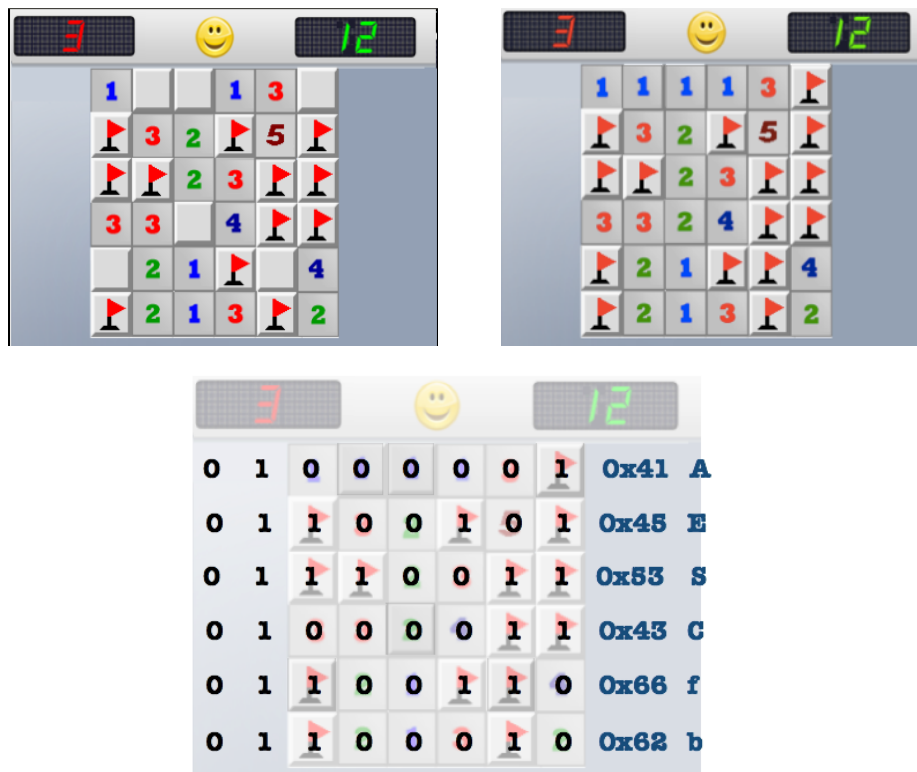 3 12
1 1 3
3 2 5
2 3
3 3 4
2 1 4
2 1 3 2
3 12
1 1 1 1 3
3 2 5
2 3
3 3 2 4
2 1 4
2 1 3 2
3 12
0 1 0 0 0 0 0 1 0x41 A
0 1 1 0 0 1 0 1 0x45 E
0 1 1 1 0 0 1 1 0x53 S
0 1 0 0 0 0 1 1 0x43 C
0 1 1 0 0 1 1 0 0x66 f
0 1 1 0 0 0 1 0 0x62 b